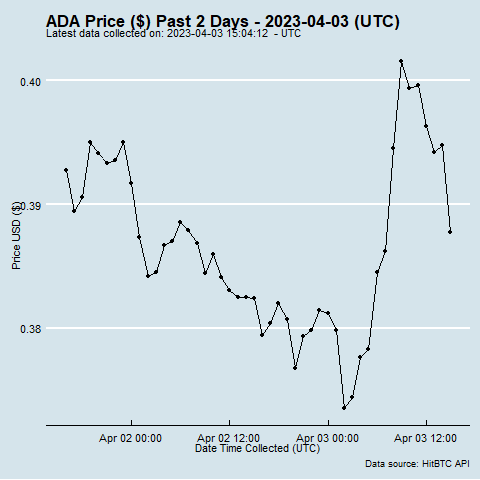 ADA Price ($) Past 2 Days - 2023-04-03 (UTC)
Latest data collected on: 2023-04-03 15:04:12  - UTC
0.40
0.39
0.38
Price USD ($)
Apr 02 00:00
Apr 02 12:00
Apr 03 00:00
Apr 03 12:00
Date Time Collected (UTC)
Data source: HitBTC API